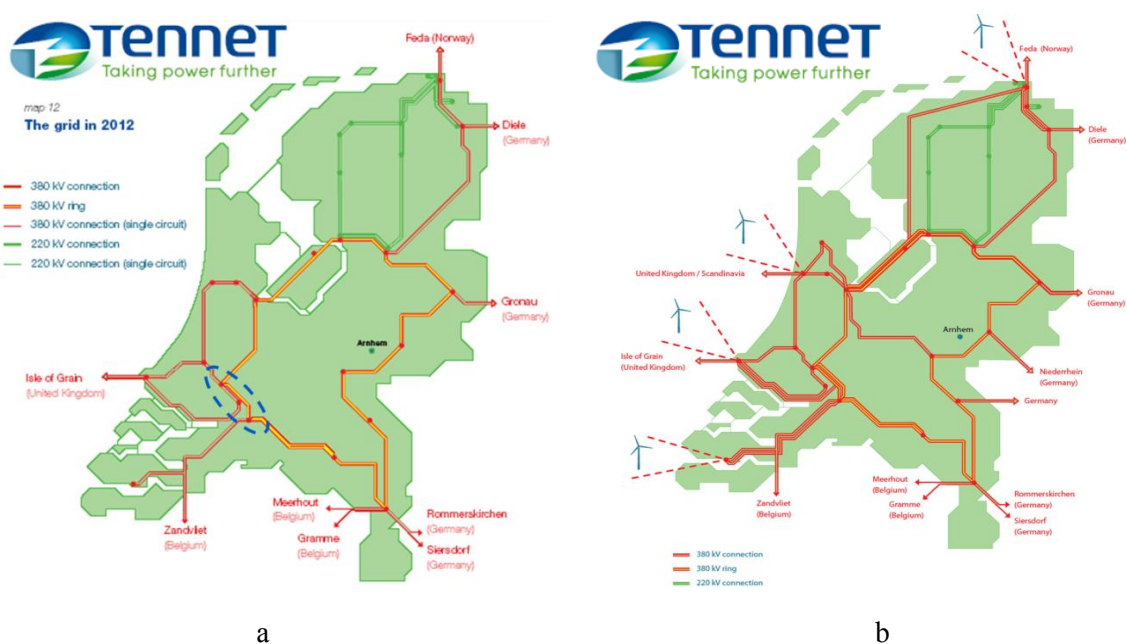 TENNET
Taking power further
map 12
The grid in 2012
380 kV connection
380 kV ring
380 kV connection (single circuit)
220 kV connection
220 kV connection (single circuit)
Feda (Norway)
Diele
(Germany)
Gronau
(Germany)
Arnhem
Isle of Grain
(United Kingdom)
Zandvliet
(Belgium)
Meerhout
(Belgium)
Gramme
(Belgium)
Rommerskirchen
(Germany)
Siersdorf
(Germany)
a
TENNET
Taking power further
Feda (Norway)
Diele
(Germany)
United Kingdom / Scandinavia
Gronau
(Germany)
Arnhem
Isle of Grain
(United Kingdom)
Niederrhein
(Germany)
Germany
Zandvliet
(Belgium)
Meerhout
(Belgium)
Gramme
(Belgium)
Rommerskirchen
(Germany)
Siersdorf
(Germany)
380 kV connection
380 kV ring
220 kV connection
b